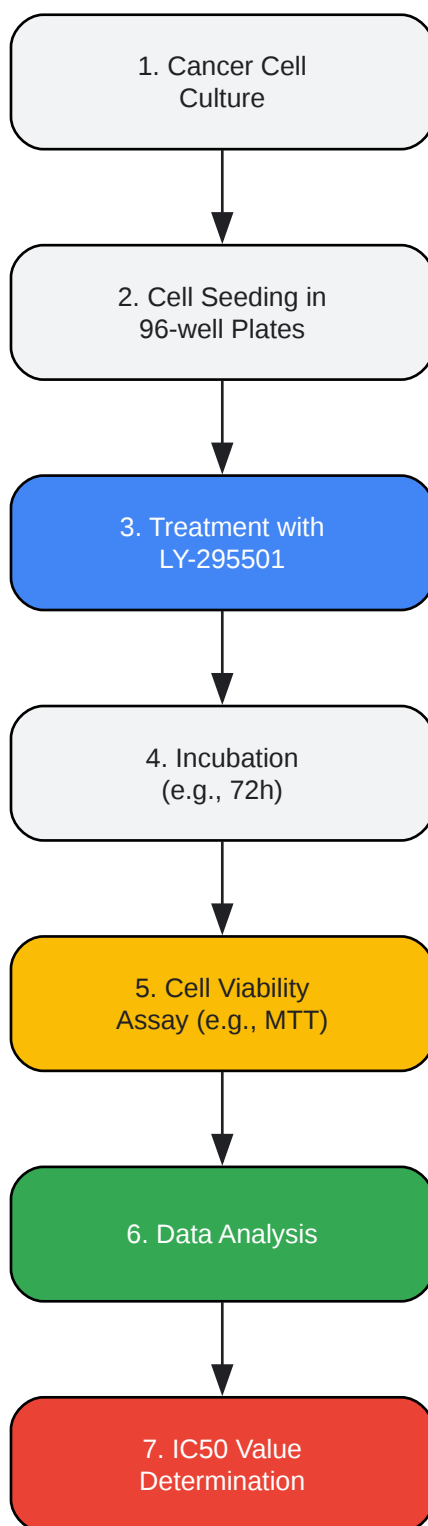 1. Cancer Cell
Culture
2. Cell Seeding in
96-well Plates
3. Treatment with
LY-295501
4. Incubation
(e.g., 72h)
5. Cell Viability
Assay (e.g., MTT)
6. Data Analysis
7. IC50 Value
Determination